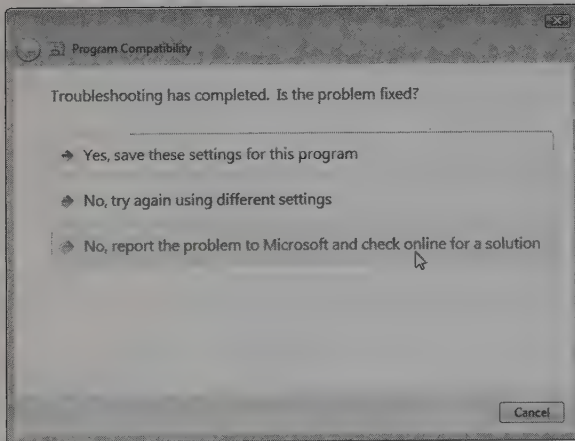 Program Compatibility
Troubleshooting has completed. Is the problem fixed?
Yes, save these settings for this program
No, try again using different settings
No, report the problem to Microsoft and check online for a solution
Cancel